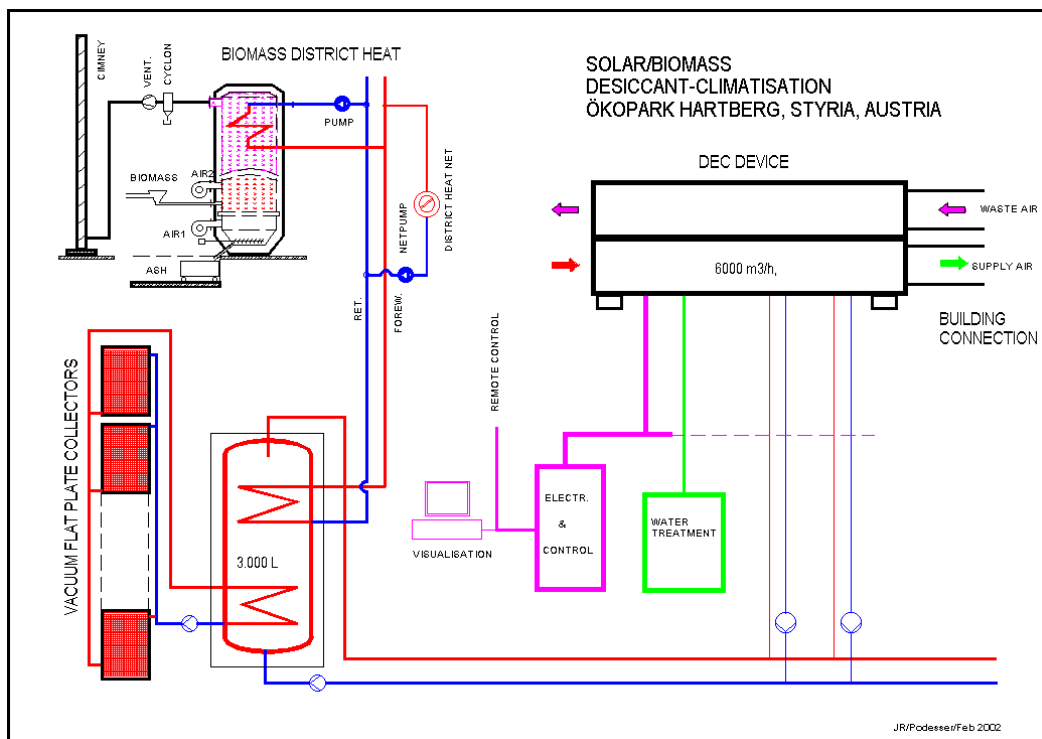 BIOMASS DISTRICT HEAT
SOLAR/BIOMASS
DESICCANT-CLIMATISATION
ÖKOPARK HARTBERG, STYRIA, AUSTRIA
CIMNEY
VENT.
CYCLON
PUMP
DEC DEVICE
AIR2
BIOMASS
AIR1
ASH
NETPUMP
DISTRICT HEAT NET
WASTE AIR
SUPPLY AIR
6000 m3/h,
RET.
FOREW.
BUILDING
CONNECTION
REMOTE CONTROL
VACUUM FLAT PLATE COLLECTORS
ELECTR.
&
CONTROL
WATER
TREATMENT
VISUALISATION
3.000 L
JR/Podesser/Feb 2002